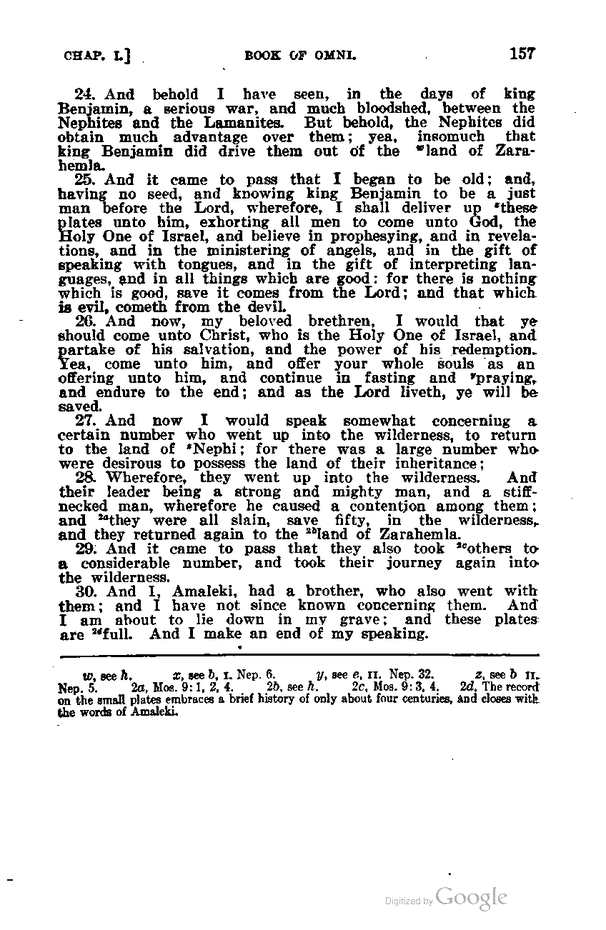 CHAP. I.] BOOK OF OMNI. 157
24. And behold I have seen, in the days of king
Benjamin, a serious war, and much bloodshed, between the
Nephites and the Lamanites. But behold, the Nephites did
obtain much advantage over them; yea, insomuch that
king Benjamin did drive them out of the ʷland of Zara-
hemla.
25. And it came to pass that I began to be old; and,
having no seed, and knowing king Benjamin to be a just
man before the Lord, wherefore, I shall deliver up ˣthese
plates unto him, exhorting all men to come unto God, the
Holy One of Israel, and believe in prophesying, and in revela-
tions, and in the ministering of angels, and in the gift of
speaking with tongues, and in the gift of interpreting lan-
guages, and in all things which are good: for there is nothing
which is good, save it comes from the Lord; and that which
is evil, cometh from the devil.
26. And now, my beloved brethren, I would that ye
should come unto Christ, who is the Holy One of Israel, and
partake of his salvation, and the power of his redemption.
Yea, come unto him, and offer your whole souls as an
offering unto him, and continue in fasting and ʸpraying,
and endure to the end; and as the Lord liveth, ye will be
saved.
27. And now I would speak somewhat concerning a
certain number who went up into the wilderness, to return
to the land of ᶻNephi; for there was a large number who
were desirous to possess the land of their inheritance;
28. Wherefore, they went up into the wilderness. And
their leader being a strong and mighty man, and a stiff-
necked man, wherefore he caused a contention among them;
and ²ᵃthey were all slain, save fifty, in the wilderness,
and they returned again to the ²ᵇland of Zarahemla.
29. And it came to pass that they also took ²ᶜothers to
a considerable number, and took their journey again into
the wilderness.
30. And I, Amaleki, had a brother, who also went with
them; and I have not since known concerning them. And
I am about to lie down in my grave; and these plates
are ²ᵈfull. And I make an end of my speaking.
w, see h. x, see b, I. Nep. 6. y, see e, II. Nep. 32. z, see b II.
Nep. 5. 2a, Mos. 9: 1, 2, 4. 2b, see h. 2c, Mos. 9: 3, 4. 2d, The record
on the small plates embraces a brief history of only about four centuries, and closes with
the words of Amaleki.
Digitized by Google